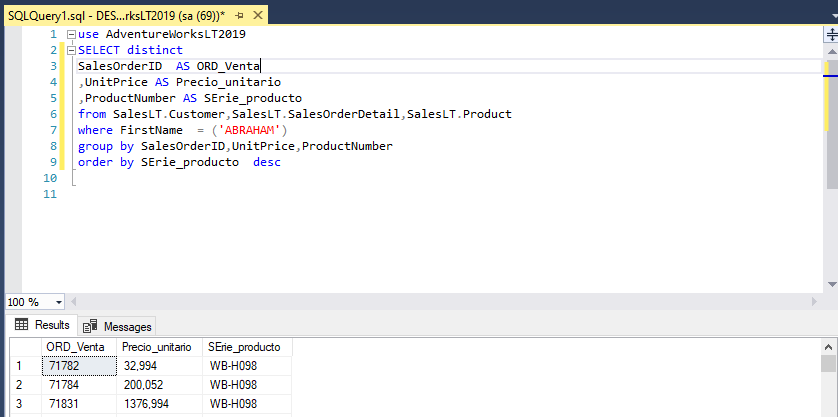 SQLQuery1.sql - DES...rksLT2019 (sa (69))*
1 use AdventureWorksLT2019
2 SELECT distinct
3 SalesOrderID  AS ORD_Venta
4 ,UnitPrice AS Precio_unitario
5 ,ProductNumber AS SErie_producto
6 from SalesLT.Customer,SalesLT.SalesOrderDetail,SalesLT.Product
7 where FirstName  = ('ABRAHAM')
8 group by SalesOrderID,UnitPrice,ProductNumber
9 order by SErie_producto  desc
10
11
100 %
Results Messages
ORD_Venta Precio_unitario SErie_producto
1 71782 32,994 WB-H098
2 71784 200,052 WB-H098
3 71831 1376,994 WB-H098